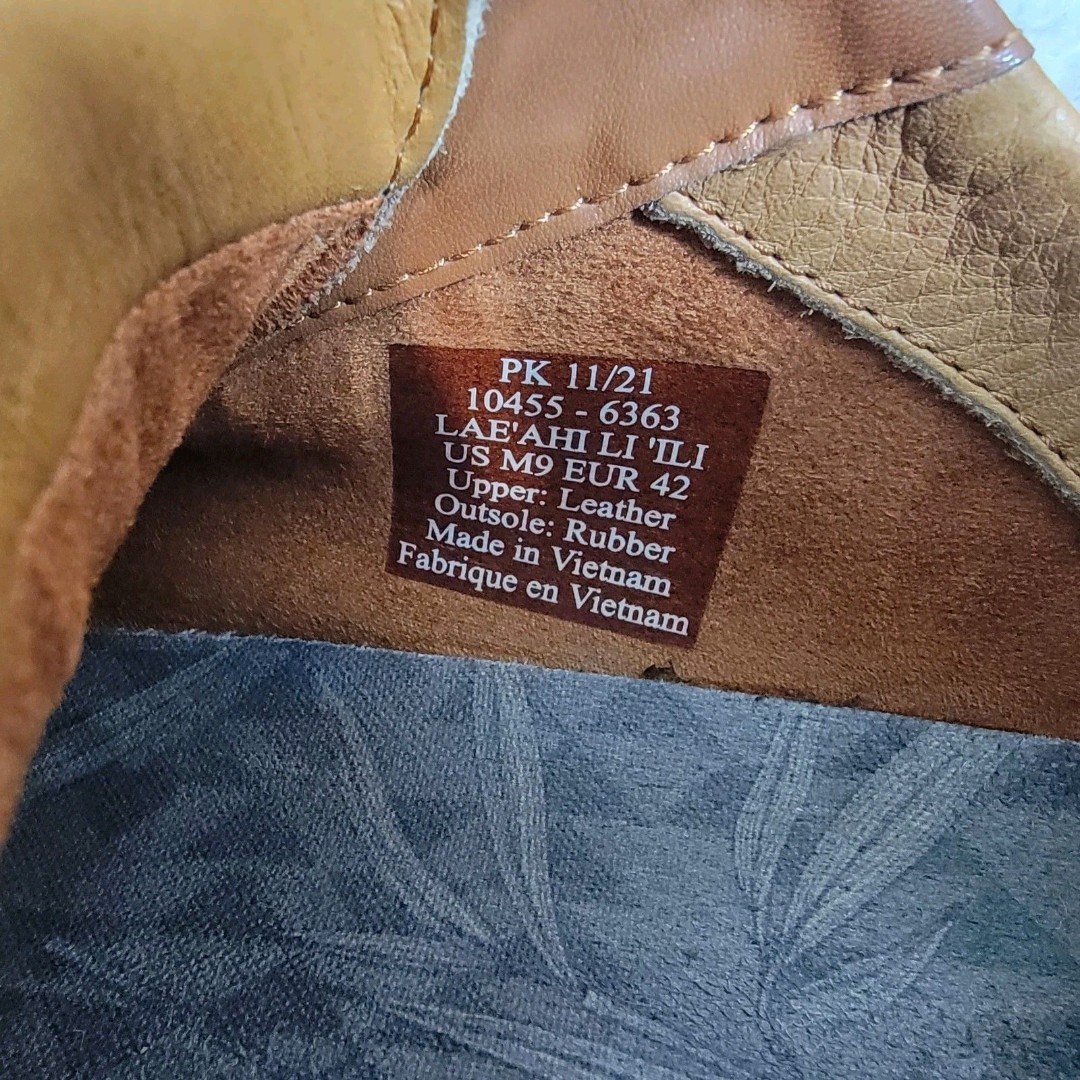 PK 11/21
10455 - 6363
LAE'AHI LI 'ILI
US M9 EUR 42
Upper: Leather
Outsole: Rubber
Made in Vietnam
Fabrique en Vietnam